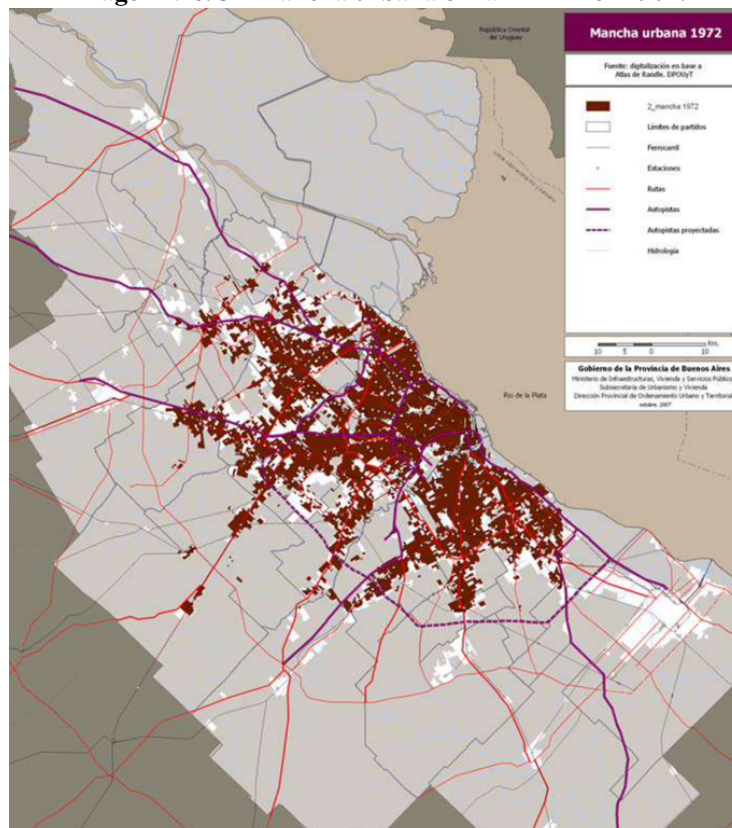 República Oriental
del Uruguay
Mancha urbana 1972
Fuente: digitalización en base a
Atlas de Randle. DPOUyT
2_mancha 1972
Límites de partidos
Ferrocarril
Estaciones
Rutas
Autopistas
Autopistas proyectadas
Hidrología
Km.
10 5 0 10
Gobierno de la Provincia de Buenos Aires
Ministerio de Infraestructuras, Vivienda y Servicios Públicos
Subsecretaría de Urbanismo y Vivienda
Dirección Provincial de Ordenamiento Urbano y Territorial
octubre, 2007
Rio de la Plata